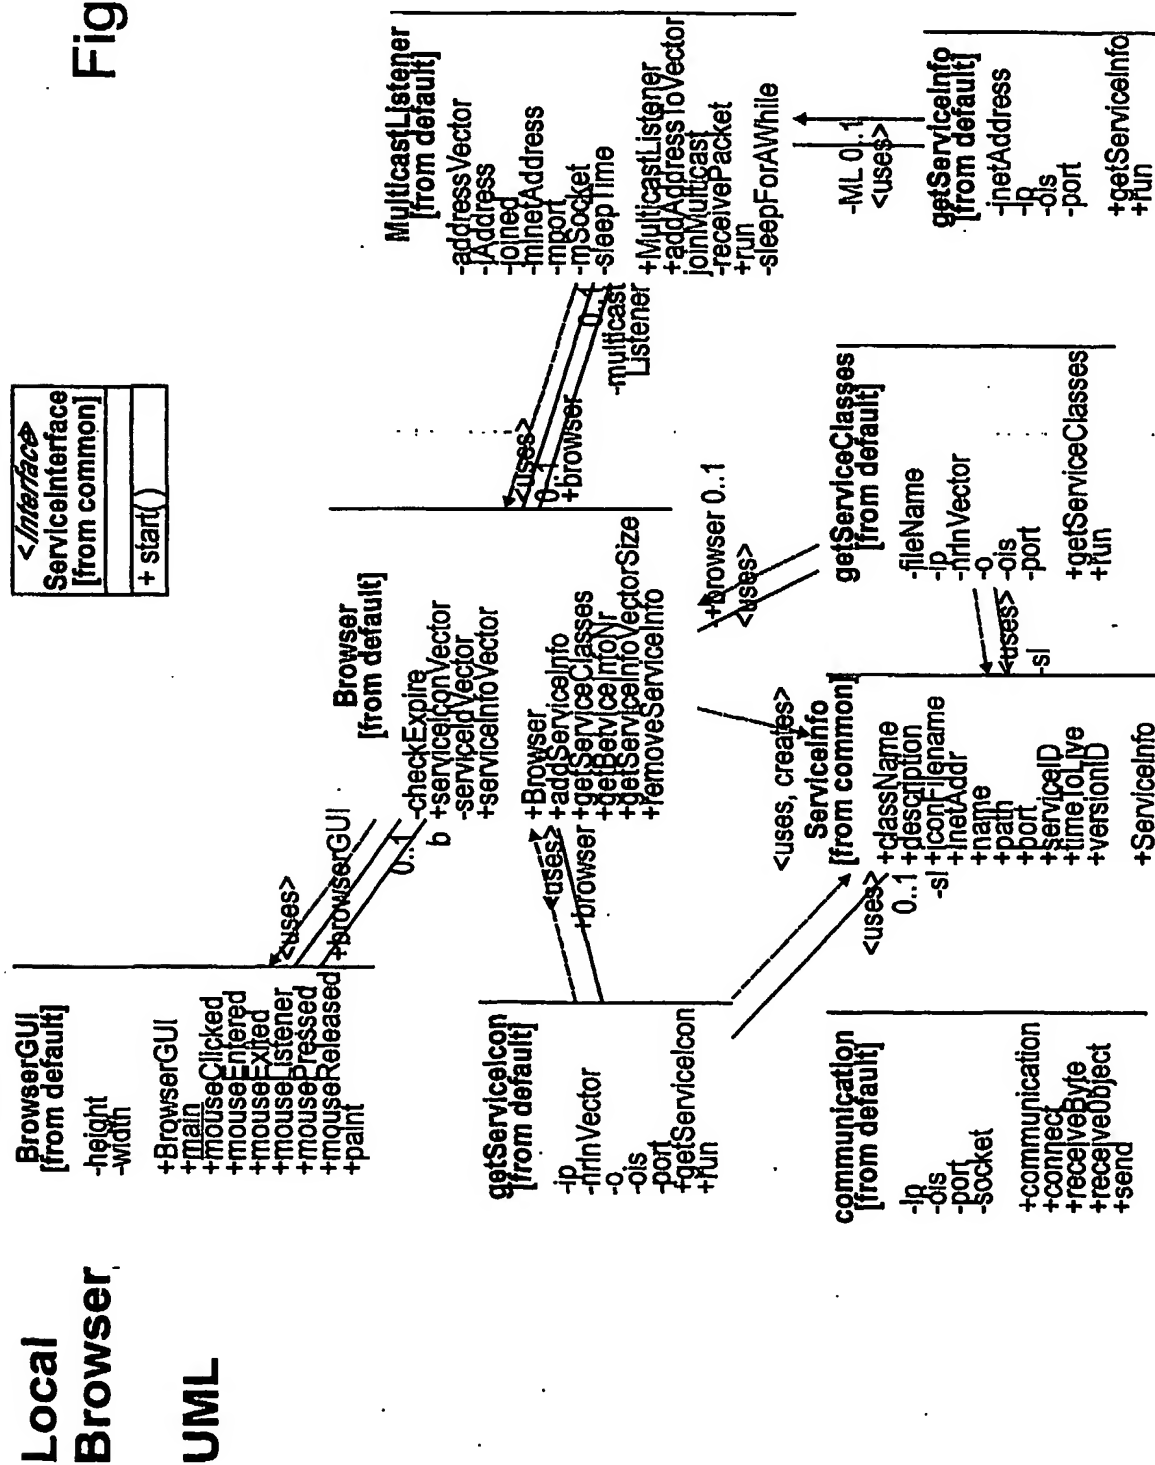 Local
Browser
UML
Fig
BrowserGUI
[from default]
-height
-width
+BrowserGUI
+main
+mouseClicked
+mouseEntered
+mouseExited
+mouseListener
+mousePressed
+mouseReleased
+paint
<uses>
+browserGUI
0..1
b
<Interface>
ServiceInterface
[from common]
+ start()
Browser
[from default]
-checkExpire
+serviceIconVector
-serviceIdVector
+serviceInfoVector
+Browser
+addServiceInfo
+getServiceClasses
+getServiceInfoNr
+getServiceInfoVectorSize
+removeServiceInfo
<uses>
0..1
+browser
0..1
-multicast
Listener
MulticastListener
[from default]
-addressVector
-iAddress
-joined
-mInetAddress
-mport
-mSocket
-sleepTime
+MulticastListener
+addAddressToVector
joinMulticast
-receivePacket
+run
-sleepForAWhile
getServiceIcon
[from default]
-ip
-nrInVector
-o
-ois
-port
+getServiceIcon
+run
<uses>
+browser
-+browser 0..1
<uses>
-ML 0..1
<uses>
communication
[from default]
-ip
-ois
-port
-socket
+communication
+connect
+receiveByte
+receiveObject
+send
<uses>
0..1
-sI
<uses, creates>
ServiceInfo
[from common]
+className
+description
+iconFilename
+inetAddr
+name
+path
+port
+serviceID
+timeToLive
+versionID
+ServiceInfo
<uses>
-sI
getServiceClasses
[from default]
-fileName
-ip
-nrInVector
-o
-ois
-port
+getServiceClasses
+run
getServiceInfo
[from default]
-inetAddress
-ip
-ois
-port
+getServiceInfo
+run